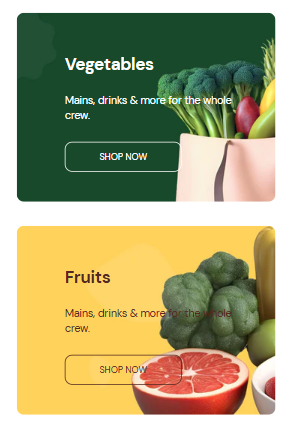 Vegetables
Mains, drinks & more for the whole
crew.
SHOP NOW
Fruits
Mains, drinks & more for the whole
crew.
SHOP NOW